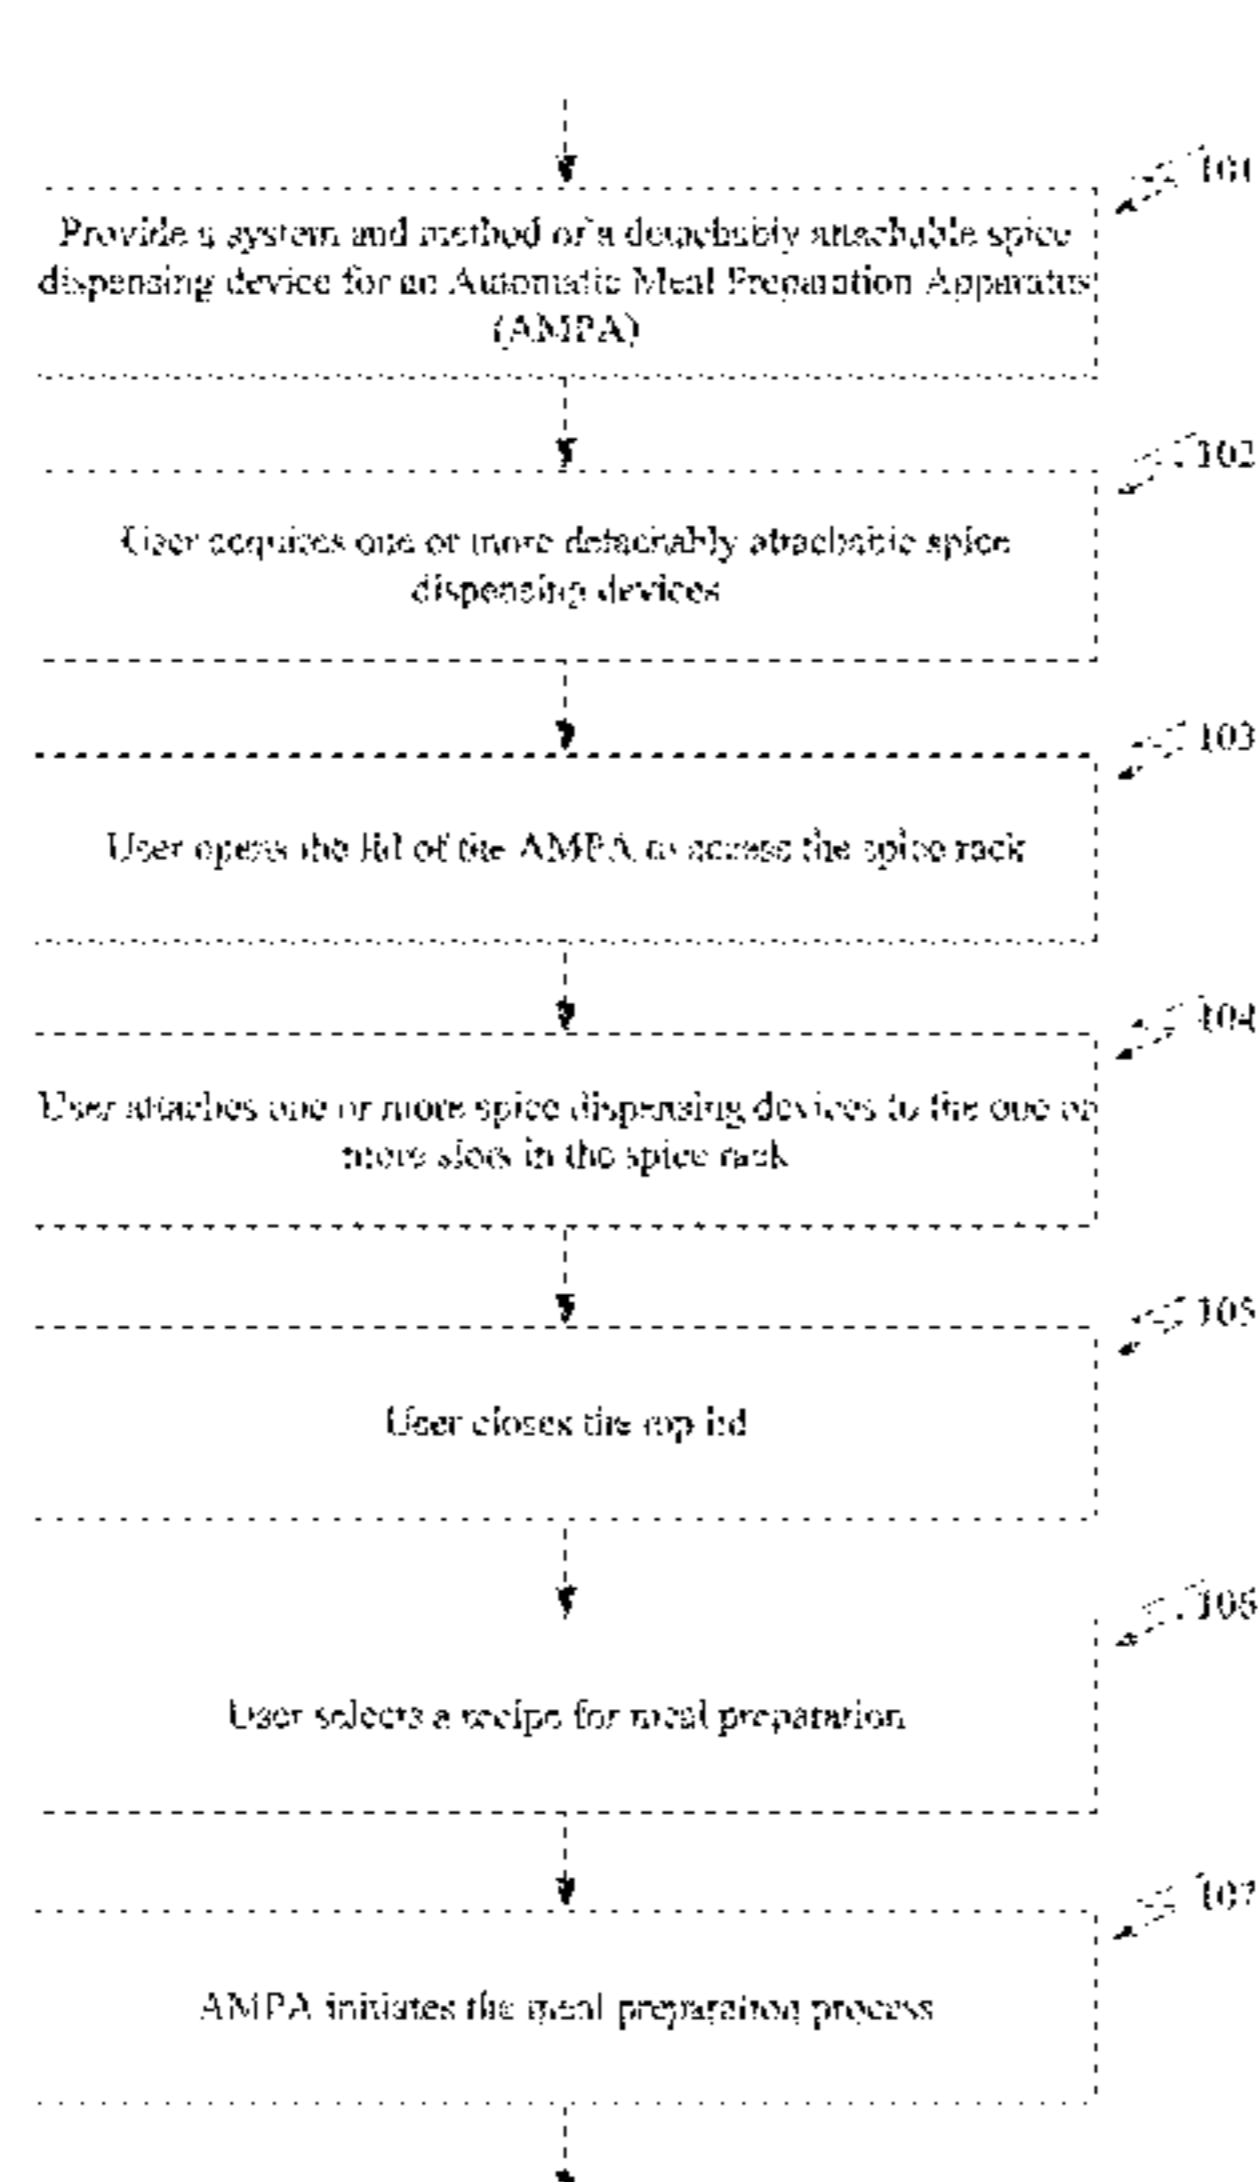 101
Provide a system and method of a detachably attachable spice
dispensing device for an Automatic Meal Preparation Apparatus
(AMPA)
102
User acquires one or more detachably attachable spice
dispensing devices
103
User opens the lid of the AMPA to access the spice rack
104
User attaches one or more spice dispensing devices to the one or
more slots in the spice rack
105
User closes the top lid
106
User selects a recipe for meal preparation
107
AMPA initiates the meal preparation process